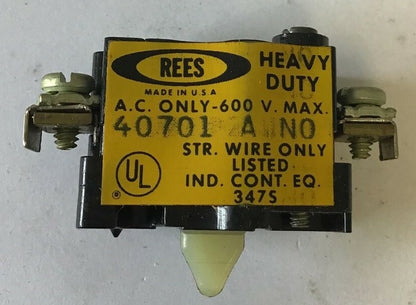 REES
HEAVY
DUTY
MADE IN U.S.A
A.C. ONLY-600 V. MAX.
40701 A NO
STR. WIRE ONLY
LISTED
IND. CONT. EQ.
347S
UL
®